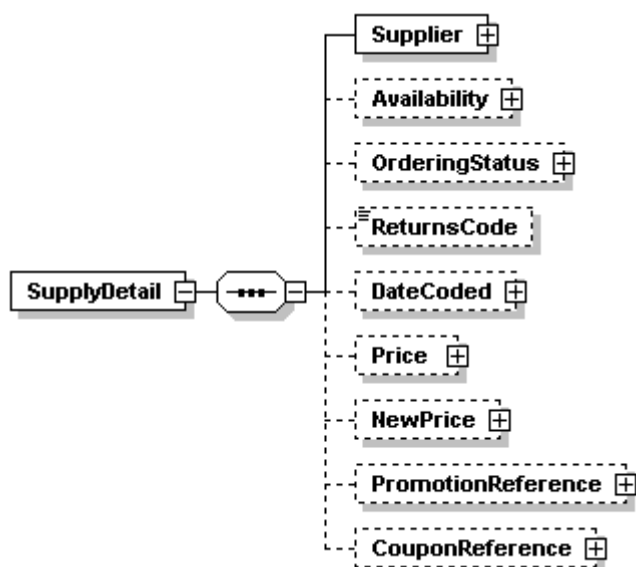 Supplier
Availability
OrderingStatus
ReturnsCode
SupplyDetail
DateCoded
Price
NewPrice
PromotionReference
CouponReference